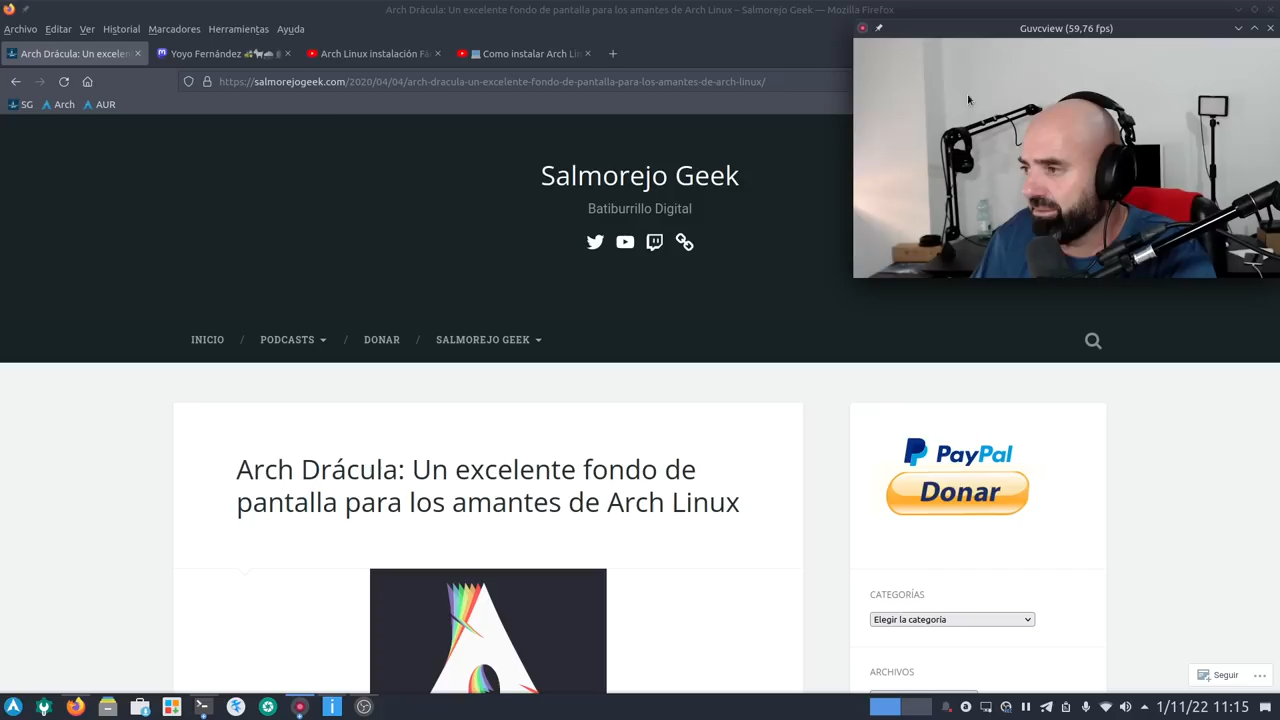 Arch Drácula: Un excelente fondo de pantalla para los amantes de Arch Linux – Salmorejo Geek — Mozilla Firefox
Archivo Editar Ver Historial Marcadores Herramientas Ayuda
Guvcview (59,76 fps)
Arch Drácula: Un excelen
Yoyo Fernández
Arch Linux instalación Fá
Como instalar Arch Lin
https://salmorejogeek.com/2020/04/04/arch-dracula-un-excelente-fondo-de-pantalla-para-los-amantes-de-arch-linux/
SG Arch AUR
Salmorejo Geek
Batiburrillo Digital
INICIO / PODCASTS / DONAR / SALMOREJO GEEK
Arch Drácula: Un excelente fondo de
pantalla para los amantes de Arch Linux
PayPal
Donar
CATEGORÍAS
Elegir la categoría
ARCHIVOS
Seguir
1/11/22 11:15